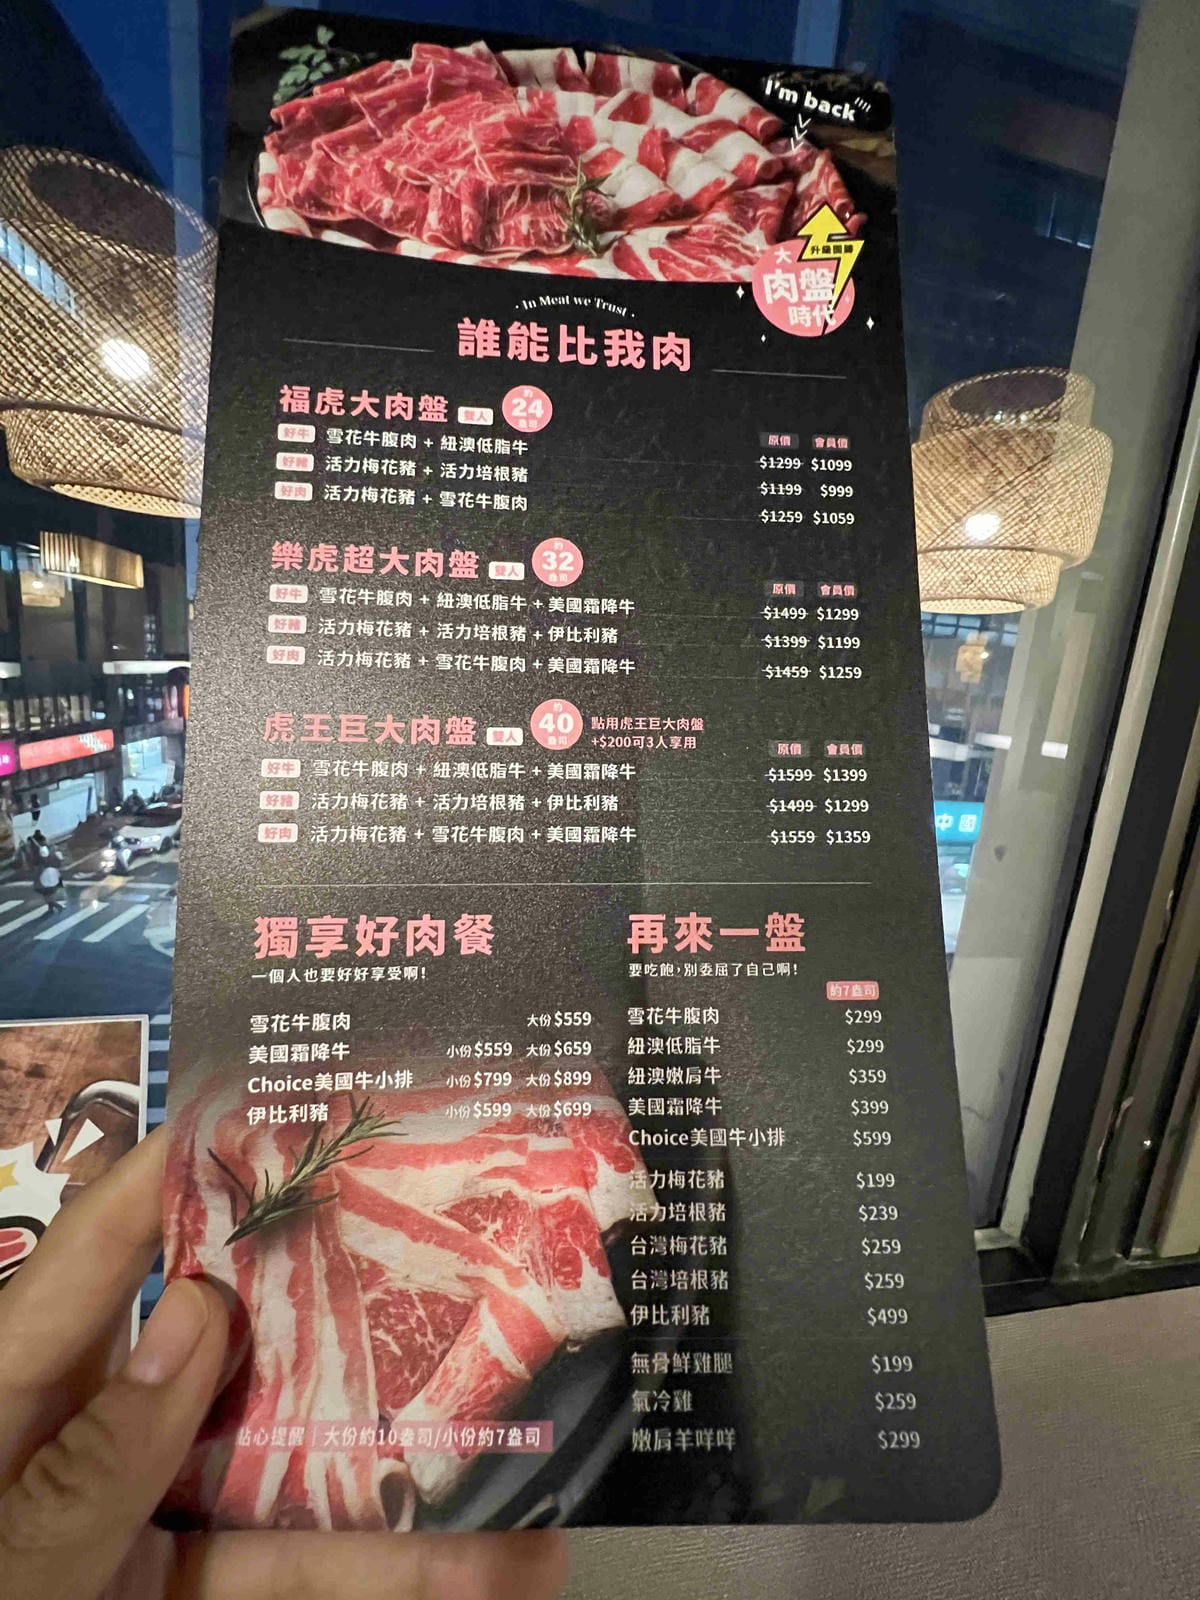 I'm back
升級回歸
大
肉盤
時代
In Meat we Trust
誰能比我肉
福虎大肉盤 雙人 約24盎司
原價 會員價
好牛 雪花牛腹肉 + 紐澳低脂牛 $1299 $1099
好豬 活力梅花豬 + 活力培根豬 $1199 $999
好肉 活力梅花豬 + 雪花牛腹肉 $1259 $1059
樂虎超大肉盤 雙人 約32盎司
原價 會員價
好牛 雪花牛腹肉 + 紐澳低脂牛 + 美國霜降牛 $1499 $1299
好豬 活力梅花豬 + 活力培根豬 + 伊比利豬 $1399 $1199
好肉 活力梅花豬 + 雪花牛腹肉 + 美國霜降牛 $1459 $1259
虎王巨大肉盤 雙人 約40盎司 點用虎王巨大肉盤
+$200可3人享用
原價 會員價
好牛 雪花牛腹肉 + 紐澳低脂牛 + 美國霜降牛 $1599 $1399
好豬 活力梅花豬 + 活力培根豬 + 伊比利豬 $1499 $1299
好肉 活力梅花豬 + 雪花牛腹肉 + 美國霜降牛 $1559 $1359
獨享好肉餐
一個人也要好好享受啊!
雪花牛腹肉 大份$559
美國霜降牛 小份$559 大份$659
Choice美國牛小排 小份$799 大份$899
伊比利豬 小份$599 大份$699
貼心提醒｜大份約10盎司/小份約7盎司
再來一盤
要吃飽,別委屈了自己啊!
約7盎司
雪花牛腹肉 $299
紐澳低脂牛 $299
紐澳嫩肩牛 $359
美國霜降牛 $399
Choice美國牛小排 $599
活力梅花豬 $199
活力培根豬 $239
台灣梅花豬 $259
台灣培根豬 $259
伊比利豬 $499
無骨鮮雞腿 $199
氣冷雞 $259
嫩肩羊咩咩 $299
中國